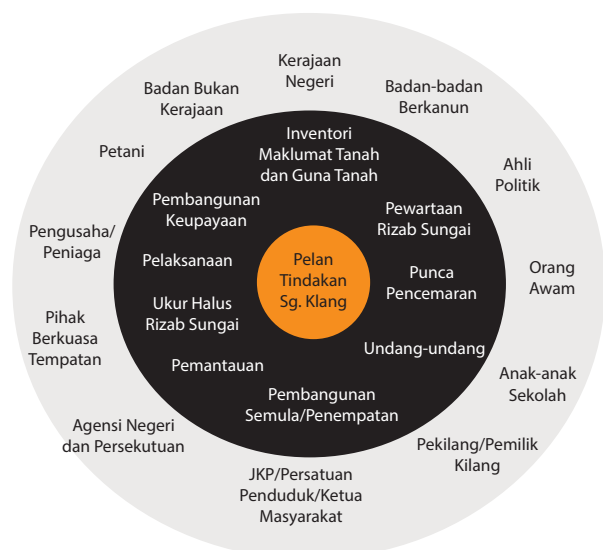 Kerajaan
Negeri
Badan-badan
Berkanun
Ahli
Politik
Orang
Awam
Anak-anak
Sekolah
Pekilang/Pemilik
Kilang
JKP/Persatuan
Penduduk/Ketua
Masyarakat
Agensi Negeri
dan Persekutuan
Pihak
Berkuasa
Tempatan
Pengusaha/
Peniaga
Petani
Badan Bukan
Kerajaan
Inventori
Maklumat Tanah
dan Guna Tanah
Pewartaan
Rizab Sungai
Punca
Pencemaran
Undang-undang
Pembangunan
Semula/Penempatan
Pemantauan
Ukur Halus
Rizab Sungai
Pelaksanaan
Pembangunan
Keupayaan
Pelan
Tindakan
Sg. Klang